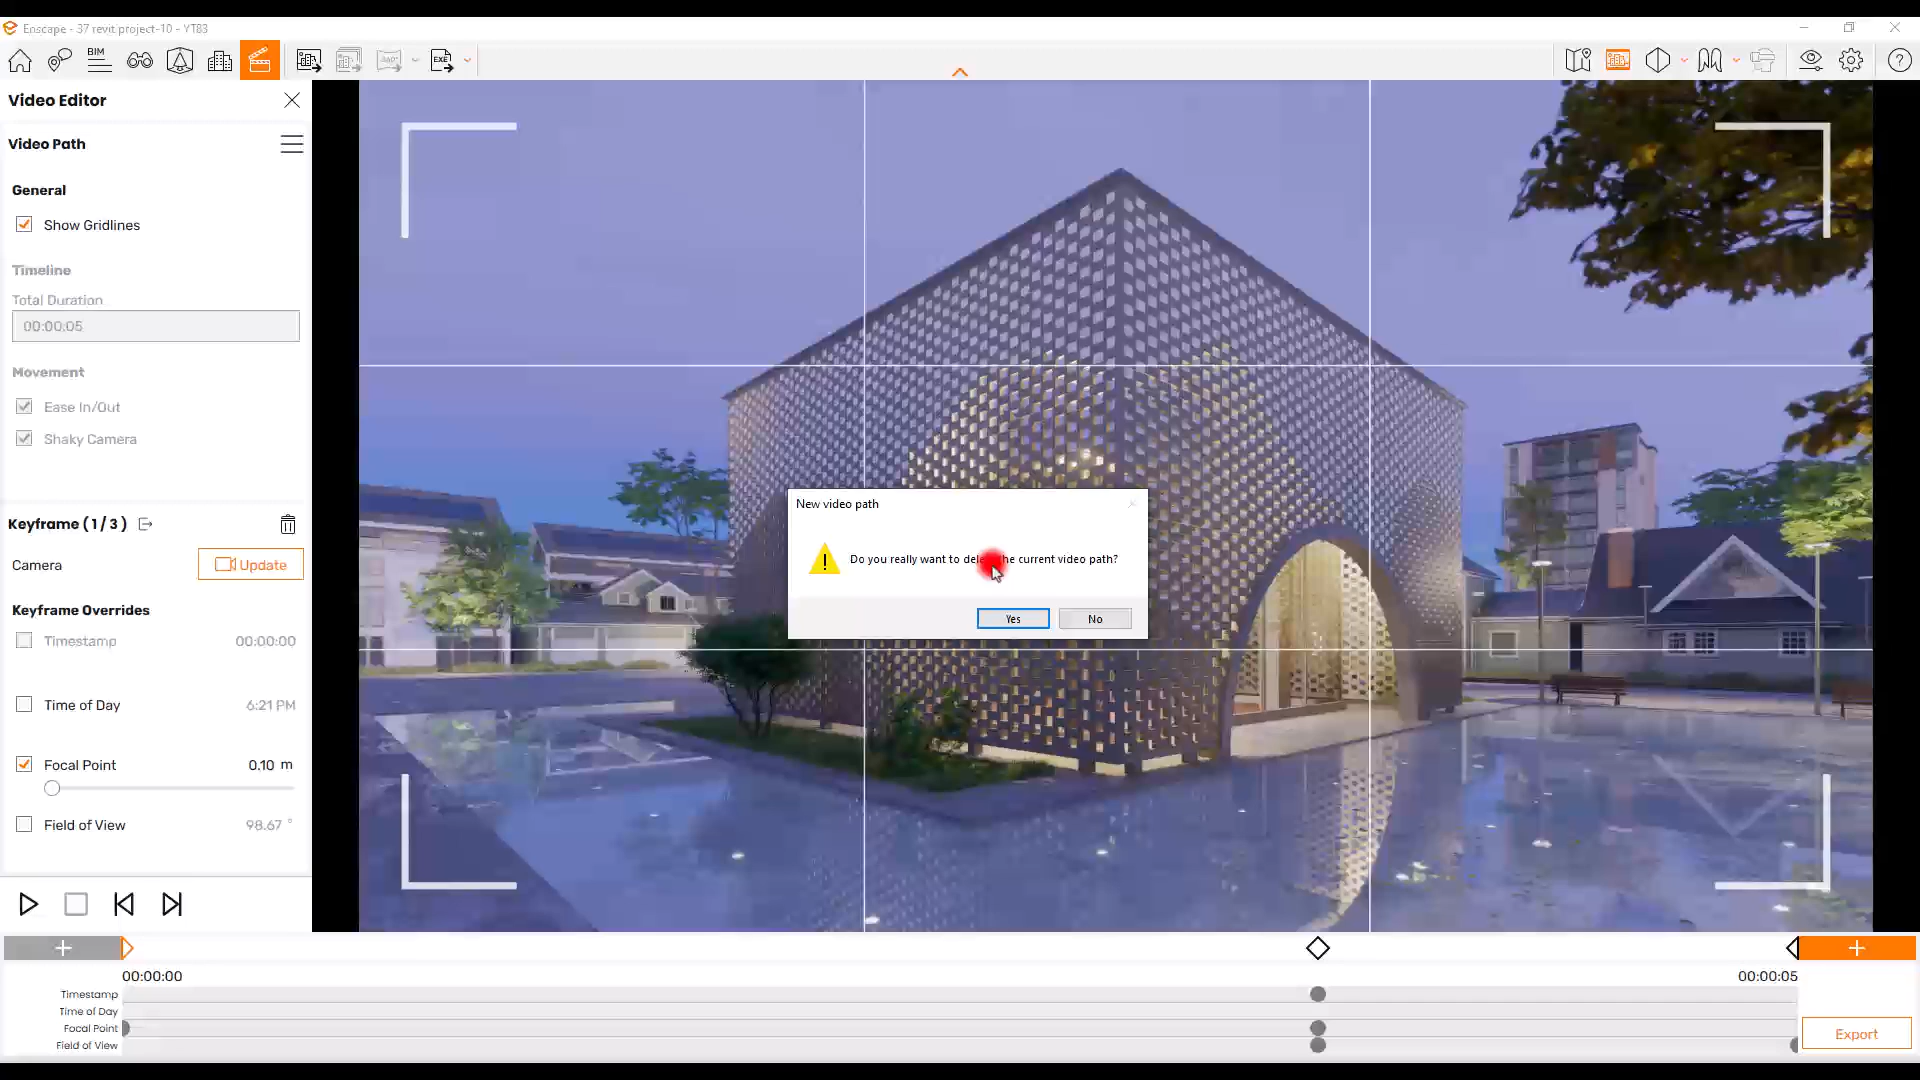 Enscape - 37 revit project-10 - YT83
BIM
360°
EXE
?
Video Editor
Video Path
General
Show Gridlines
Timeline
Total Duration
00:00:05
Movement
Ease In/Out
Shaky Camera
Keyframe ( 1 / 3 )
Camera
Update
Keyframe Overrides
Timestamp 00:00:00
Time of Day 6:21 PM
Focal Point 0.10 m
Field of View 98.67 °
New video path
Do you really want to dele the current video path?
Yes No
00:00:00 00:00:05
Timestamp
Time of Day
Focal Point
Field of View
Export